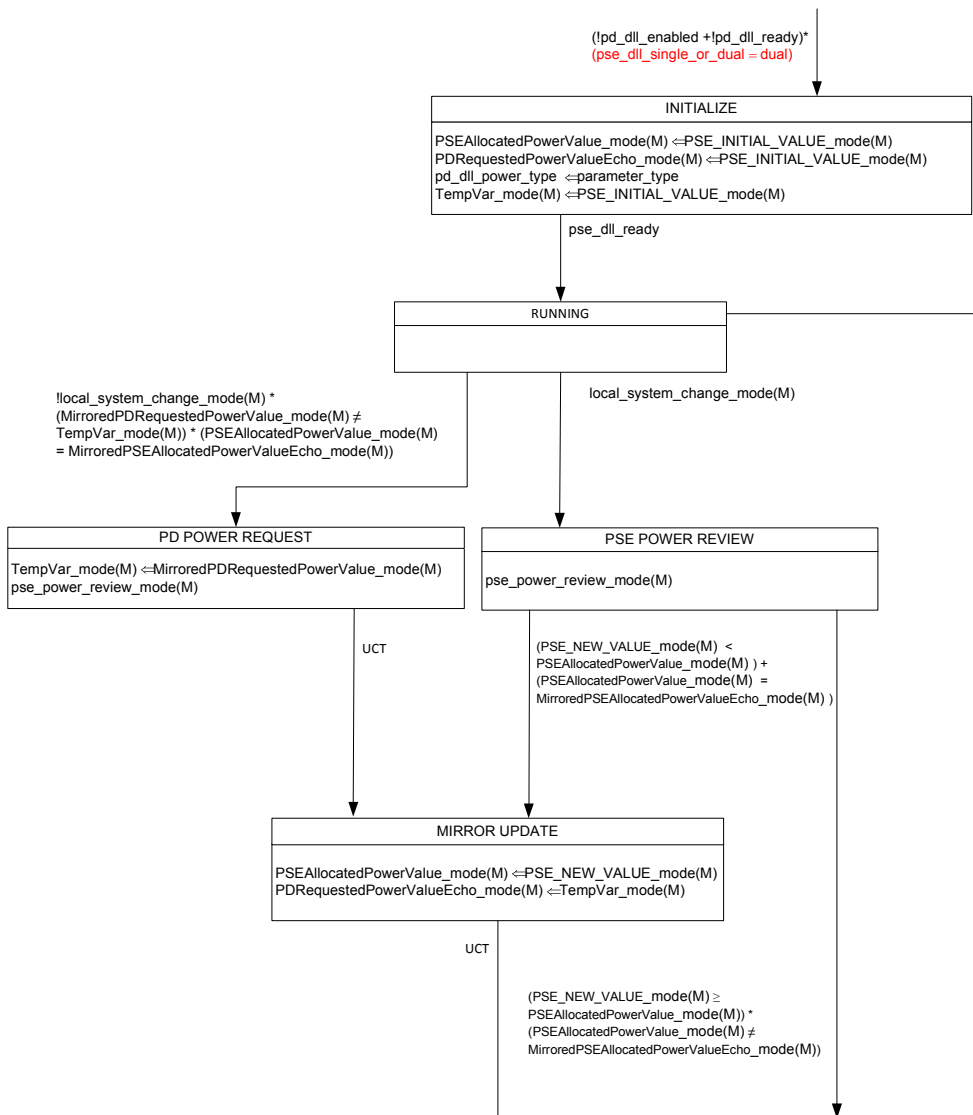 (!pd_dll_enabled +!pd_dll_ready)*
(pse_dll_single_or_dual = dual)
INITIALIZE
PSEAllocatedPowerValue_mode(M) ⇐PSE_INITIAL_VALUE_mode(M)
PDRequestedPowerValueEcho_mode(M) ⇐PSE_INITIAL_VALUE_mode(M)
pd_dll_power_type ⇐parameter_type
TempVar_mode(M) ⇐PSE_INITIAL_VALUE_mode(M)
pse_dll_ready
RUNNING
!local_system_change_mode(M) *
(MirroredPDRequestedPowerValue_mode(M) ≠
TempVar_mode(M)) * (PSEAllocatedPowerValue_mode(M)
= MirroredPSEAllocatedPowerValueEcho_mode(M))
local_system_change_mode(M)
PD POWER REQUEST
TempVar_mode(M) ⇐MirroredPDRequestedPowerValue_mode(M)
pse_power_review_mode(M)
PSE POWER REVIEW
pse_power_review_mode(M)
UCT
(PSE_NEW_VALUE_mode(M) <
PSEAllocatedPowerValue_mode(M) ) +
(PSEAllocatedPowerValue_mode(M) =
MirroredPSEAllocatedPowerValueEcho_mode(M) )
MIRROR UPDATE
PSEAllocatedPowerValue_mode(M) ⇐PSE_NEW_VALUE_mode(M)
PDRequestedPowerValueEcho_mode(M) ⇐TempVar_mode(M)
UCT
(PSE_NEW_VALUE_mode(M) ≥
PSEAllocatedPowerValue_mode(M)) *
(PSEAllocatedPowerValue_mode(M) ≠
MirroredPSEAllocatedPowerValueEcho_mode(M))